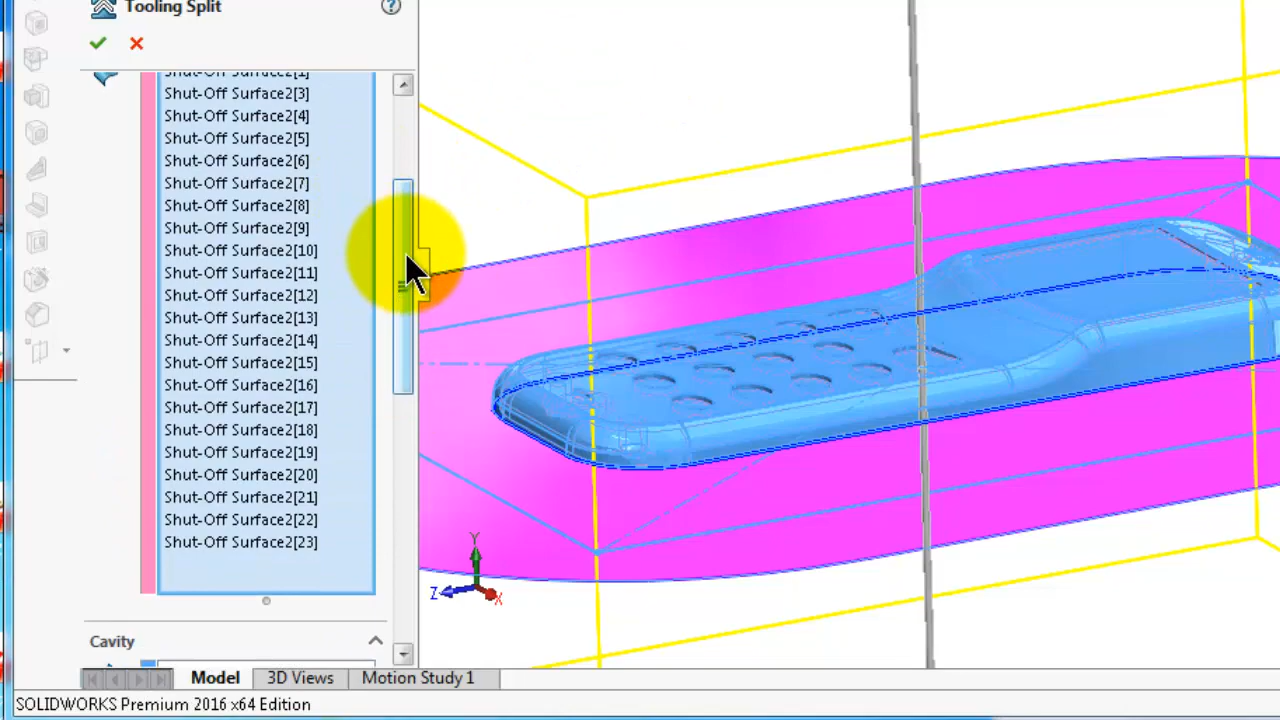 Tooling Split
Shut-Off Surface2[1]
Shut-Off Surface2[3]
Shut-Off Surface2[4]
Shut-Off Surface2[5]
Shut-Off Surface2[6]
Shut-Off Surface2[7]
Shut-Off Surface2[8]
Shut-Off Surface2[9]
Shut-Off Surface2[10]
Shut-Off Surface2[11]
Shut-Off Surface2[12]
Shut-Off Surface2[13]
Shut-Off Surface2[14]
Shut-Off Surface2[15]
Shut-Off Surface2[16]
Shut-Off Surface2[17]
Shut-Off Surface2[18]
Shut-Off Surface2[19]
Shut-Off Surface2[20]
Shut-Off Surface2[21]
Shut-Off Surface2[22]
Shut-Off Surface2[23]
Cavity
Y
Z
X
Model 3D Views Motion Study 1
SOLIDWORKS Premium 2016 x64 Edition